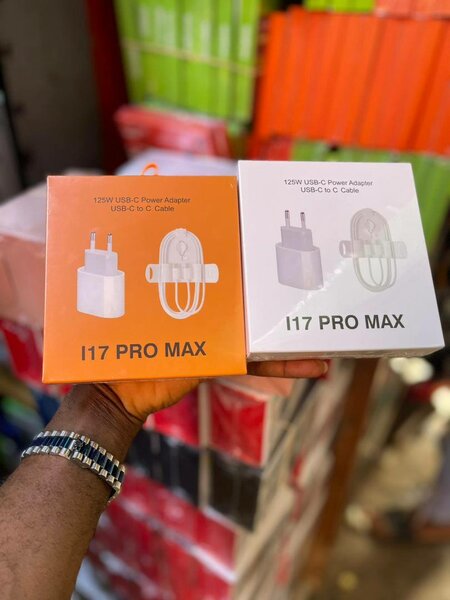 125W USB-C Power Adapter
USB-C to C Cable
I17 PRO MAX
125W USB-C Power Adapter
USB-C to C Cable
I17 PRO MAX